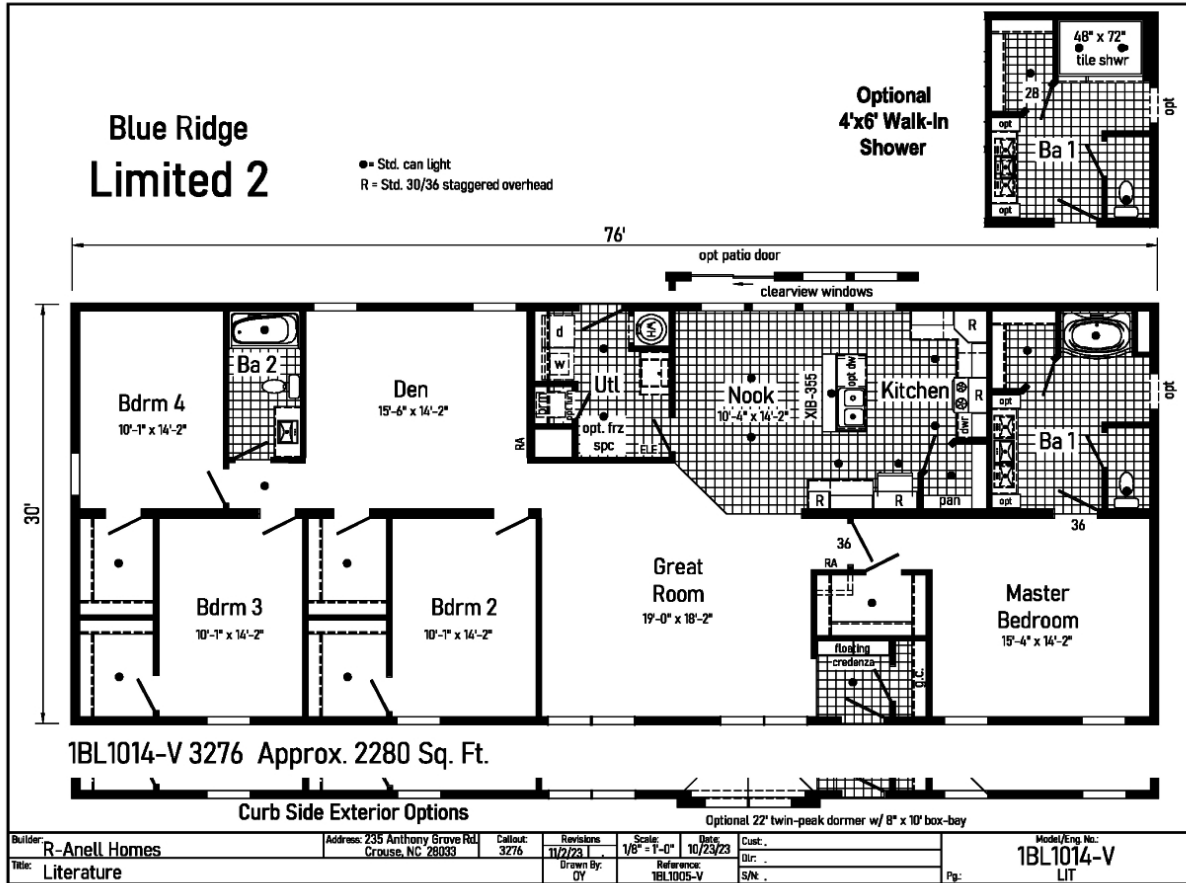 Blue Ridge
Limited 2
●= Std. can light
R = Std. 30/36 staggered overhead
Optional
4'x6' Walk-In
Shower
48" x 72"
tile shwr
28
opt
opt
Ba 1
opt
76'
opt patio door
clearview windows
30'
Bdrm 4
10'-1" x 14'-2"
Ba 2
Den
15'-6" x 14'-2"
RA
d
w
WH
Utl
opt. frz
spc
ELE
Nook
10'-4" x 14'-2"
XIB-355
opt dw
Kitchen
R
R
dwr
R
R
pan
opt
opt
Ba 1
opt
36
36
RA
Bdrm 3
10'-1" x 14'-2"
Bdrm 2
10'-1" x 14'-2"
Great
Room
19'-0" x 18'-2"
Master
Bedroom
15'-4" x 14'-2"
floating
credenza
g.c.
1BL1014-V 3276 Approx. 2280 Sq. Ft.
Curb Side Exterior Options
Optional 22' twin-peak dormer w/ 8" x 10' box-bay
Builder: R-Anell Homes
Address: 235 Anthony Grove Rd.
Crouse, NC 28033
Callout:
3276
Revisions
11/2/23
Scale:
1/8" = 1'-0"
Date:
10/23/23
Cust.: .
Dlr: .
S/N: .
Model/Eng. No.:
1BL1014-V
Title: Literature
Drawn By:
OY
Reference:
1BL1005-V
Pg.: LIT